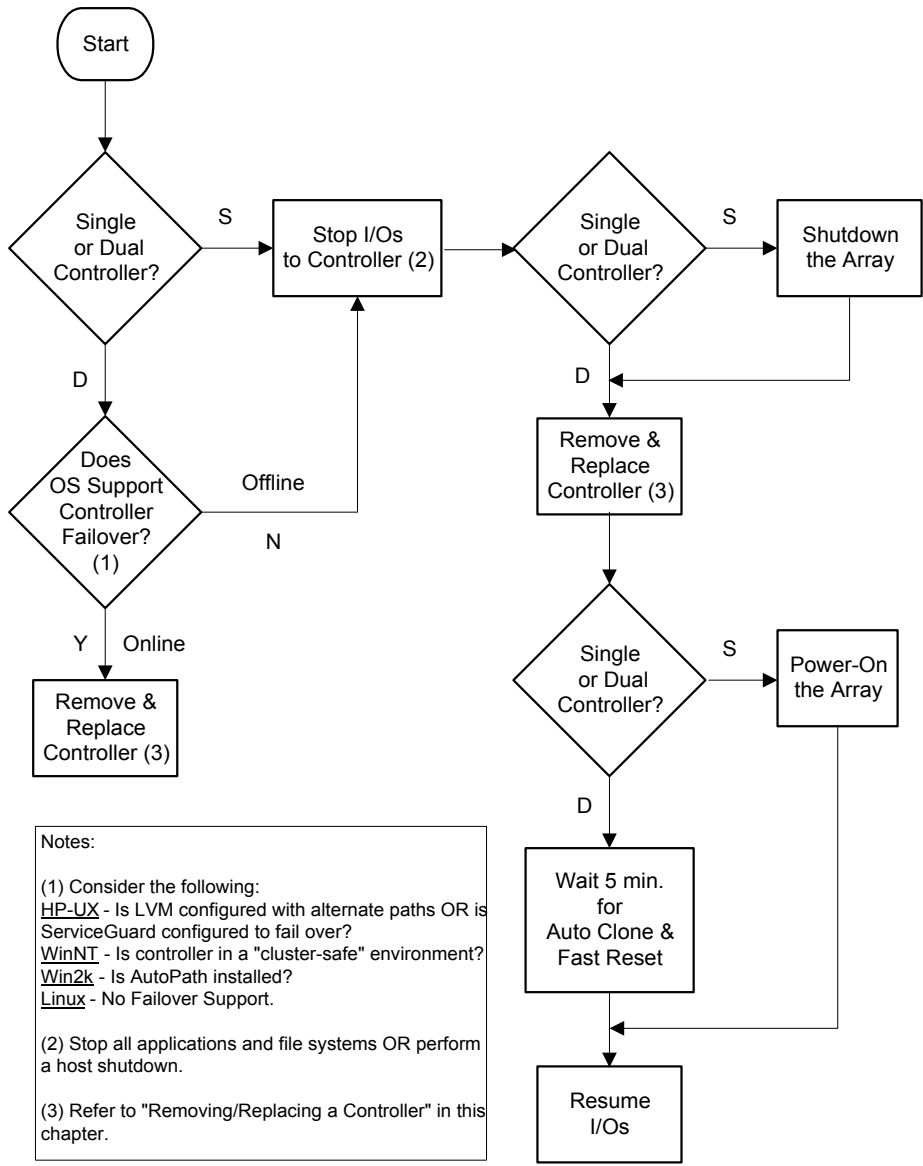 Start
Single
or Dual
Controller?
S
Stop I/Os
to Controller (2)
Single
or Dual
Controller?
S
Shutdown
the Array
D
Does
OS Support
Controller
Failover?
(1)
Offline
N
Y
Online
Remove &
Replace
Controller (3)
D
Remove &
Replace
Controller (3)
Single
or Dual
Controller?
S
Power-On
the Array
D
Wait 5 min.
for
Auto Clone &
Fast Reset
Resume
I/Os
Notes:
(1) Consider the following:
HP-UX - Is LVM configured with alternate paths OR is
ServiceGuard configured to fail over?
WinNT - Is controller in a "cluster-safe" environment?
Win2k - Is AutoPath installed?
Linux - No Failover Support.
(2) Stop all applications and file systems OR perform
a host shutdown.
(3) Refer to "Removing/Replacing a Controller" in this
chapter.